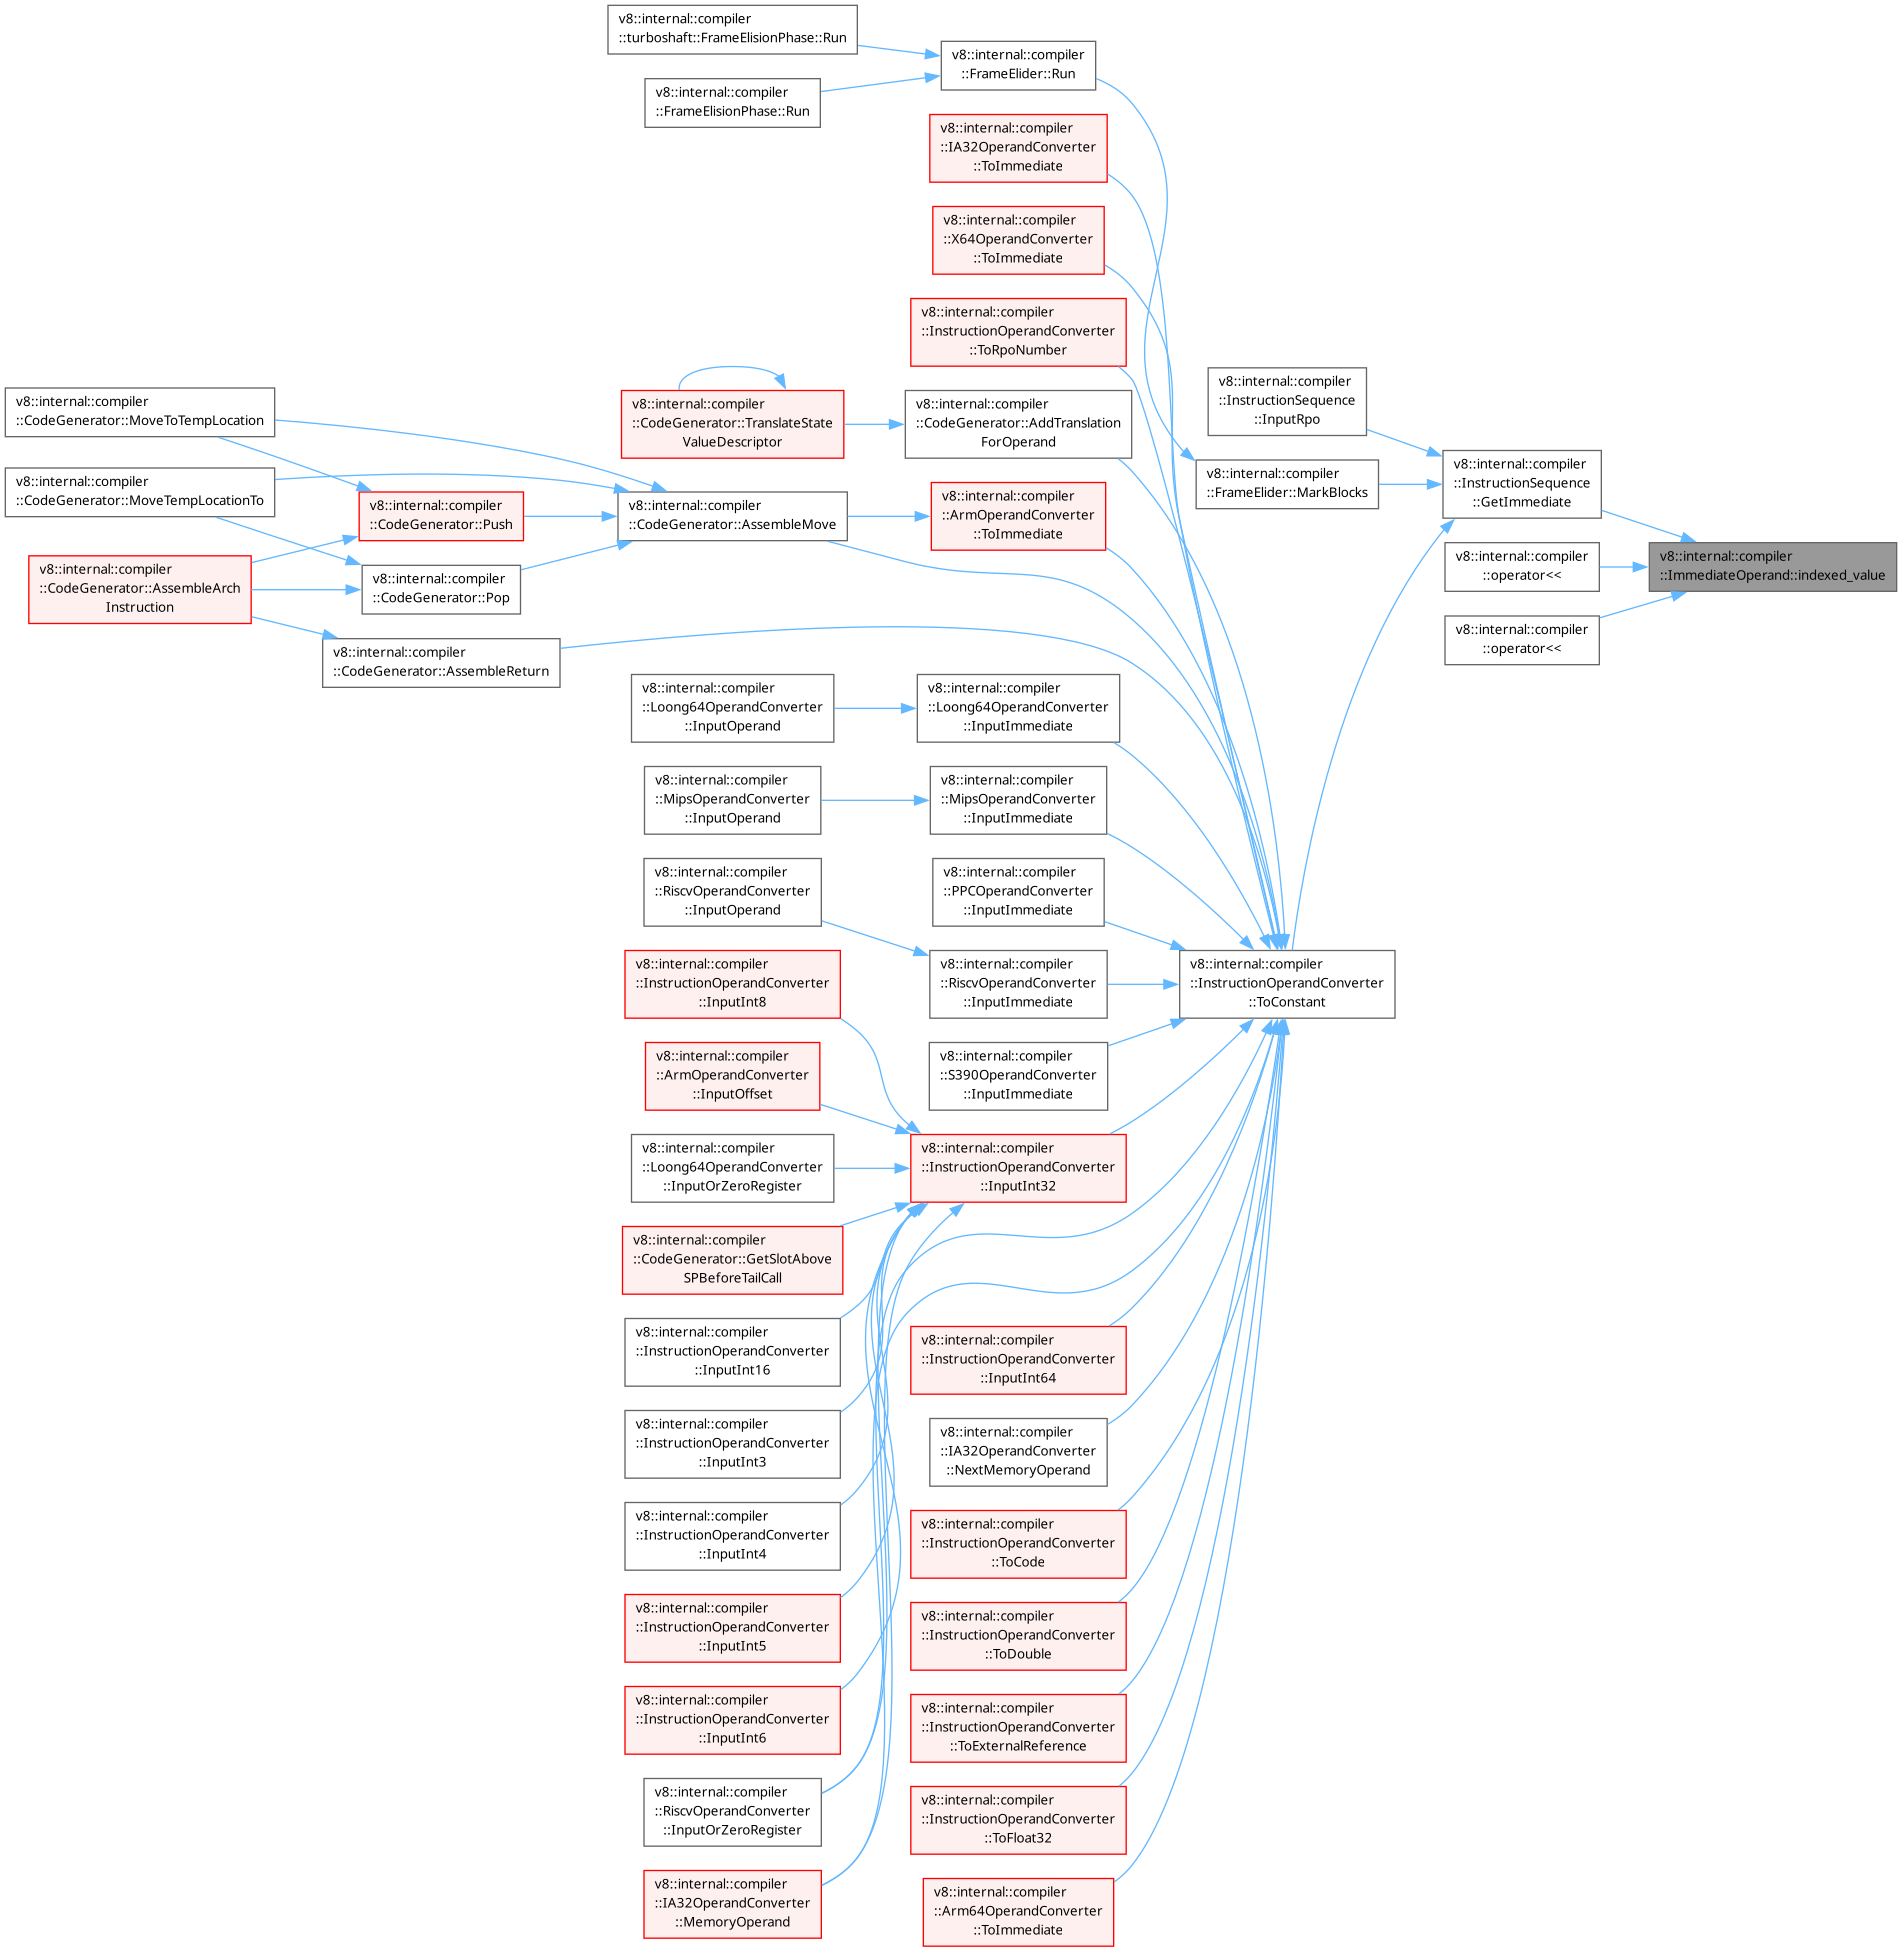 v8::internal::compiler
::turboshaft::FrameElisionPhase::Run
v8::internal::compiler
::FrameElider::Run
v8::internal::compiler
::FrameElisionPhase::Run
v8::internal::compiler
::IA32OperandConverter
::ToImmediate
v8::internal::compiler
::X64OperandConverter
::ToImmediate
v8::internal::compiler
::InstructionOperandConverter
::ToRpoNumber
v8::internal::compiler
::InstructionSequence
::InputRpo
v8::internal::compiler
::CodeGenerator::MoveToTempLocation
v8::internal::compiler
::CodeGenerator::TranslateState
ValueDescriptor
v8::internal::compiler
::CodeGenerator::AddTranslation
ForOperand
v8::internal::compiler
::FrameElider::MarkBlocks
v8::internal::compiler
::InstructionSequence
::GetImmediate
v8::internal::compiler
::CodeGenerator::MoveTempLocationTo
v8::internal::compiler
::CodeGenerator::Push
v8::internal::compiler
::CodeGenerator::AssembleMove
v8::internal::compiler
::ArmOperandConverter
::ToImmediate
v8::internal::compiler
::operator<<
v8::internal::compiler
::ImmediateOperand::indexed_value
v8::internal::compiler
::CodeGenerator::AssembleArch
Instruction
v8::internal::compiler
::CodeGenerator::Pop
v8::internal::compiler
::operator<<
v8::internal::compiler
::CodeGenerator::AssembleReturn
v8::internal::compiler
::Loong64OperandConverter
::InputOperand
v8::internal::compiler
::Loong64OperandConverter
::InputImmediate
v8::internal::compiler
::MipsOperandConverter
::InputOperand
v8::internal::compiler
::MipsOperandConverter
::InputImmediate
v8::internal::compiler
::RiscvOperandConverter
::InputOperand
v8::internal::compiler
::PPCOperandConverter
::InputImmediate
v8::internal::compiler
::InstructionOperandConverter
::InputInt8
v8::internal::compiler
::RiscvOperandConverter
::InputImmediate
v8::internal::compiler
::InstructionOperandConverter
::ToConstant
v8::internal::compiler
::ArmOperandConverter
::InputOffset
v8::internal::compiler
::S390OperandConverter
::InputImmediate
v8::internal::compiler
::Loong64OperandConverter
::InputOrZeroRegister
v8::internal::compiler
::InstructionOperandConverter
::InputInt32
v8::internal::compiler
::CodeGenerator::GetSlotAbove
SPBeforeTailCall
v8::internal::compiler
::InstructionOperandConverter
::InputInt16
v8::internal::compiler
::InstructionOperandConverter
::InputInt64
v8::internal::compiler
::InstructionOperandConverter
::InputInt3
v8::internal::compiler
::IA32OperandConverter
::NextMemoryOperand
v8::internal::compiler
::InstructionOperandConverter
::InputInt4
v8::internal::compiler
::InstructionOperandConverter
::ToCode
v8::internal::compiler
::InstructionOperandConverter
::InputInt5
v8::internal::compiler
::InstructionOperandConverter
::ToDouble
v8::internal::compiler
::InstructionOperandConverter
::InputInt6
v8::internal::compiler
::InstructionOperandConverter
::ToExternalReference
v8::internal::compiler
::RiscvOperandConverter
::InputOrZeroRegister
v8::internal::compiler
::InstructionOperandConverter
::ToFloat32
v8::internal::compiler
::IA32OperandConverter
::MemoryOperand
v8::internal::compiler
::Arm64OperandConverter
::ToImmediate